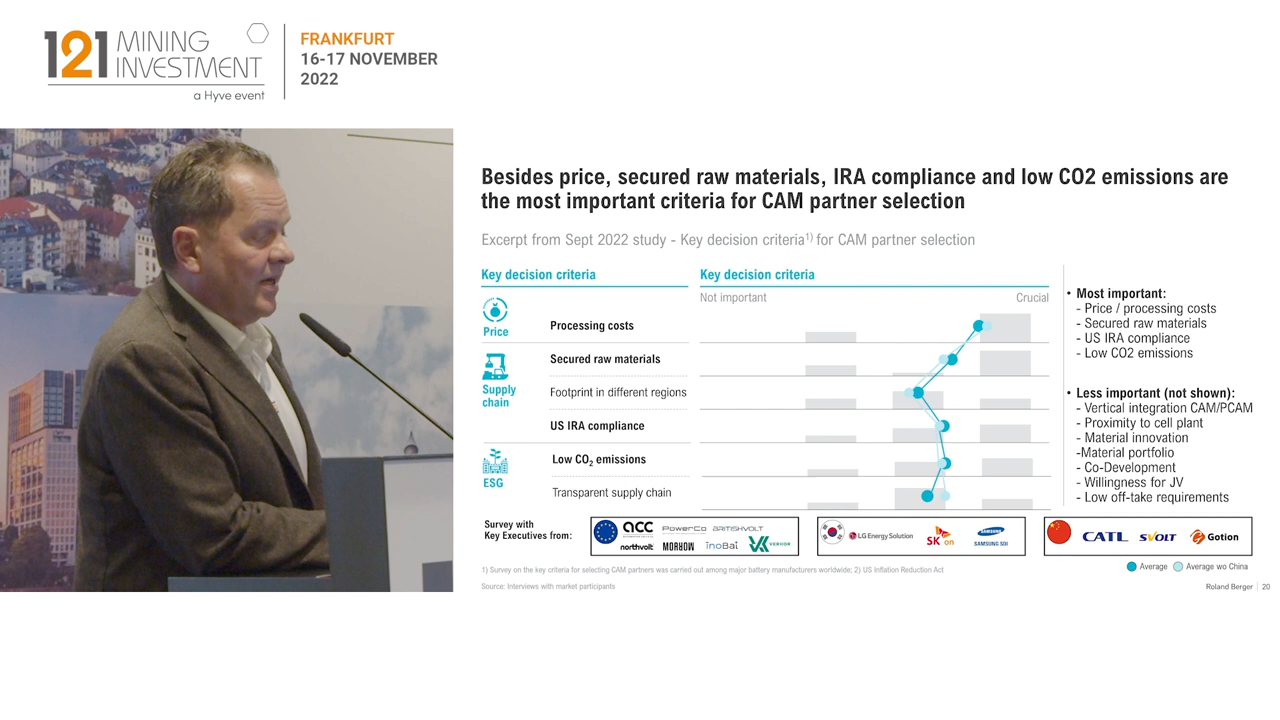 121 MINING INVESTMENT
a Hyve event
FRANKFURT
16-17 NOVEMBER
2022
Besides price, secured raw materials, IRA compliance and low CO2 emissions are
the most important criteria for CAM partner selection
Excerpt from Sept 2022 study - Key decision criteria1) for CAM partner selection
Key decision criteria
Key decision criteria
Not important
Crucial
Price
Processing costs
Supply
chain
Secured raw materials
Footprint in different regions
US IRA compliance
ESG
Low CO2 emissions
Transparent supply chain
• Most important:
- Price / processing costs
- Secured raw materials
- US IRA compliance
- Low CO2 emissions
• Less important (not shown):
- Vertical integration CAM/PCAM
- Proximity to cell plant
- Material innovation
-Material portfolio
- Co-Development
- Willingness for JV
- Low off-take requirements
Survey with
Key Executives from:
acc PowerCo BRITISHVOLT
northvolt MORROW inoBat VERKOR
LG Energy Solution SK on SAMSUNG SAMSUNG SDI
CATL SVOLT Gotion
Average Average wo China
1) Survey on the key criteria for selecting CAM partners was carried out among major battery manufacturers worldwide; 2) US Inflation Reduction Act
Source: Interviews with market participants
Roland Berger | 20